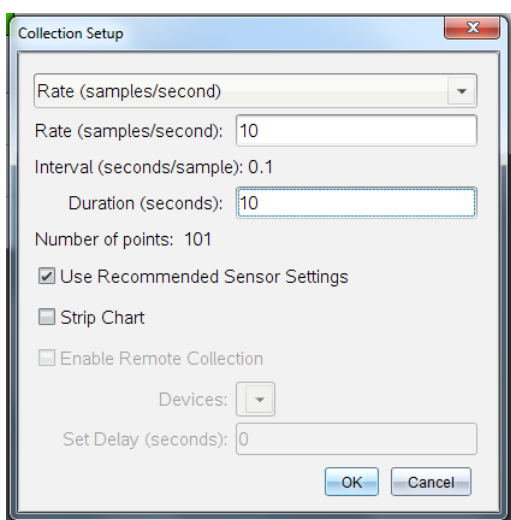 Collection Setup
Rate (samples/second)
Rate (samples/second): 10
Interval (seconds/sample): 0.1
Duration (seconds): 10
Number of points: 101
Use Recommended Sensor Settings
Strip Chart
Enable Remote Collection
Devices:
Set Delay (seconds): 0
OK Cancel